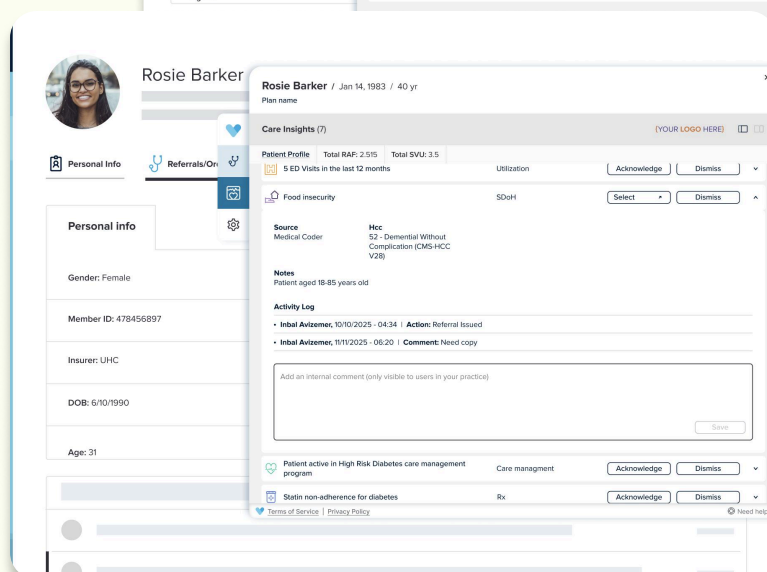 Rosie Barker
Personal Info
Personal info
Gender: Female
Member ID: 478456897
Insurer: UHC
DOB: 6/10/1990
Age: 31
Rosie Barker / Jan 14, 1983 / 40 yr
Plan name
Care Insights (7)
{YOUR LOGO HERE}
Patient Profile Total RAF: 2.515 Total SVU: 3.5
5 ED Visits in the last 12 months Utilization Acknowledge Dismiss
Food insecurity SDoH Select Dismiss
Source Hcc
Medical Coder 52 - Demential Without
Complication (CMS-HCC
V28)
Notes
Patient aged 18-85 years old
Activity Log
• Inbal Avizemer, 10/10/2025 - 04:34 | Action: Referral Issued
• Inbal Avizemer, 11/11/2025 - 06:20 | Comment: Need copy
Add an internal comment (only visible to users in your practice)
Save
Patient active in High Risk Diabetes care management
program
Care managment Acknowledge Dismiss
Statin non-adherence for diabetes Rx Acknowledge Dismiss
Terms of Service | Privacy Policy
Need help